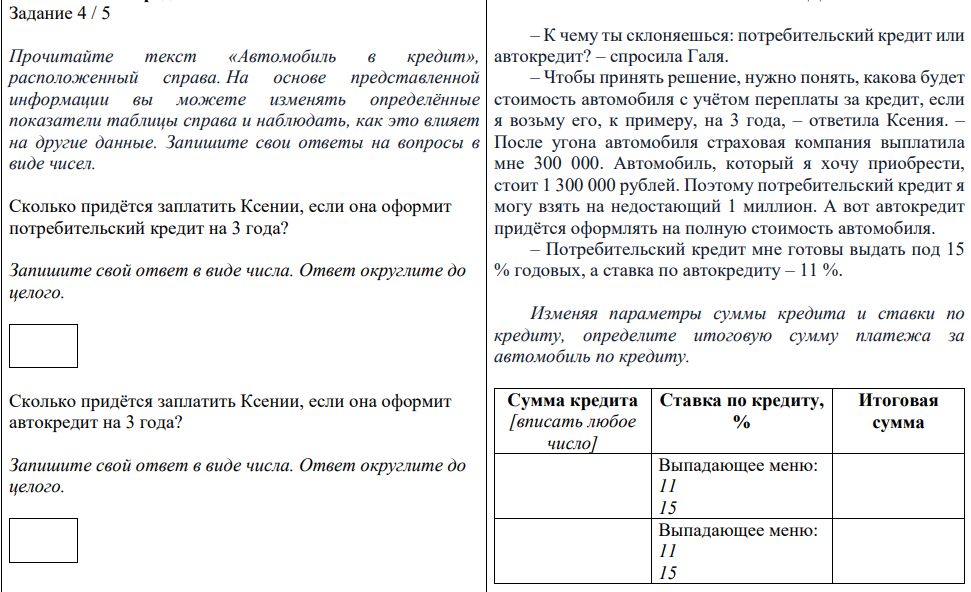 Задание 4 / 5
Прочитайте текст «Автомобиль в кредит»,
расположенный справа. На основе представленной
информации вы можете изменять определённые
показатели таблицы справа и наблюдать, как это влияет
на другие данные. Запишите свои ответы на вопросы в
виде чисел.
Сколько придётся заплатить Ксении, если она оформит
потребительский кредит на 3 года?
Запишите свой ответ в виде числа. Ответ округлите до
целого.
Сколько придётся заплатить Ксении, если она оформит
автокредит на 3 года?
Запишите свой ответ в виде числа. Ответ округлите до
целого.
– К чему ты склоняешься: потребительский кредит или
автокредит? – спросила Галя.
– Чтобы принять решение, нужно понять, какова будет
стоимость автомобиля с учётом переплаты за кредит, если
я возьму его, к примеру, на 3 года, – ответила Ксения. –
После угона автомобиля страховая компания выплатила
мне 300 000. Автомобиль, который я хочу приобрести,
стоит 1 300 000 рублей. Поэтому потребительский кредит я
могу взять на недостающий 1 миллион. А вот автокредит
придётся оформлять на полную стоимость автомобиля.
– Потребительский кредит мне готовы выдать под 15
% годовых, а ставка по автокредиту – 11 %.
Изменяя параметры суммы кредита и ставки по
кредиту, определите итоговую сумму платежа за
автомобиль по кредиту.
Сумма кредита
[вписать любое
число]
Ставка по кредиту,
%
Итоговая
сумма
Выпадающее меню:
11
15
Выпадающее меню:
11
15